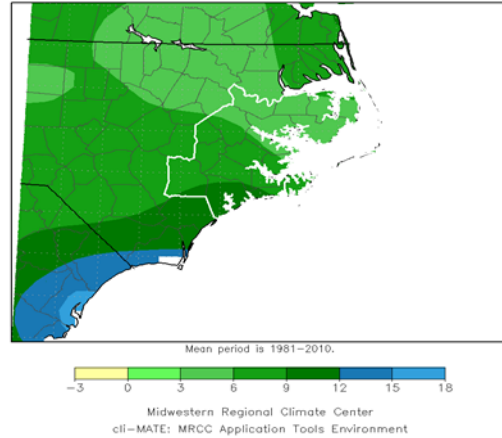 Mean period is 1981-2010.
-3 0 3 6 9 12 15 18
Midwestern Regional Climate Center
cli-MATE: MRCC Application Tools Environment